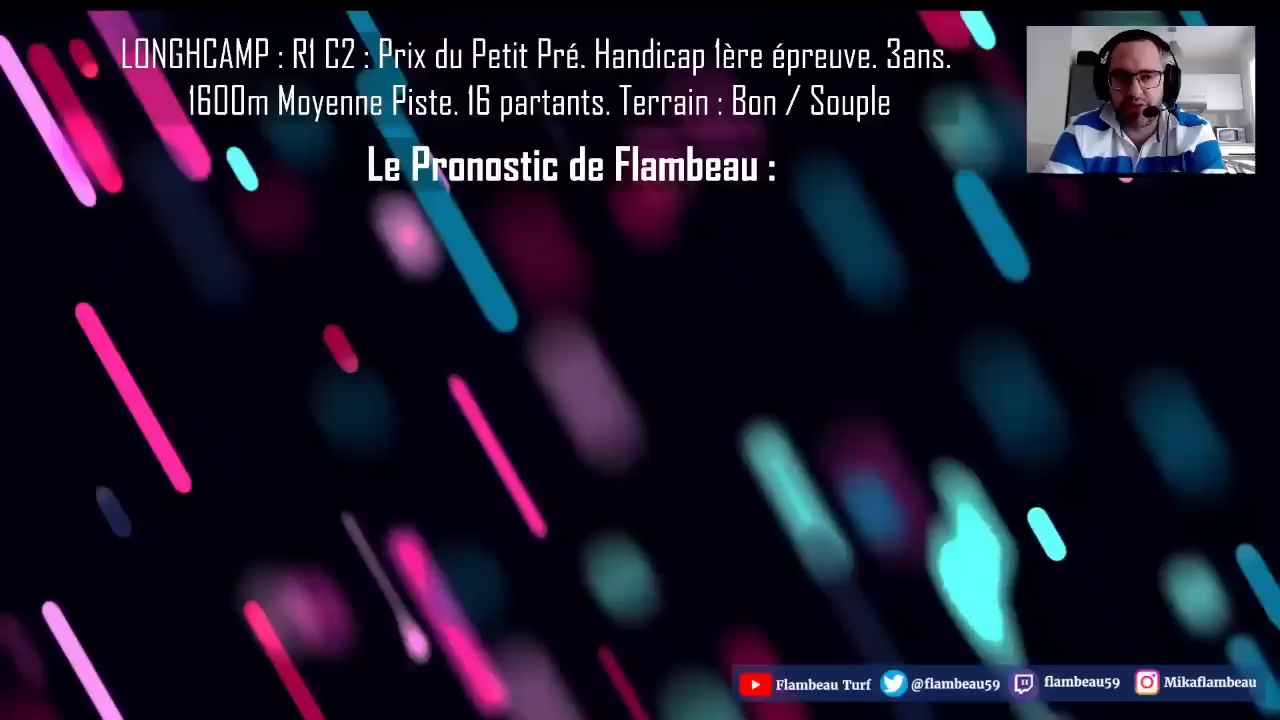 LONGHCAMP : R1 C2 : Prix du Petit Pré. Handicap 1ère épreuve. 3ans.
1600m Moyenne Piste. 16 partants. Terrain : Bon / Souple
Le Pronostic de Flambeau :
Flambeau Turf @flambeau59 flambeau59 Mikaflambeau